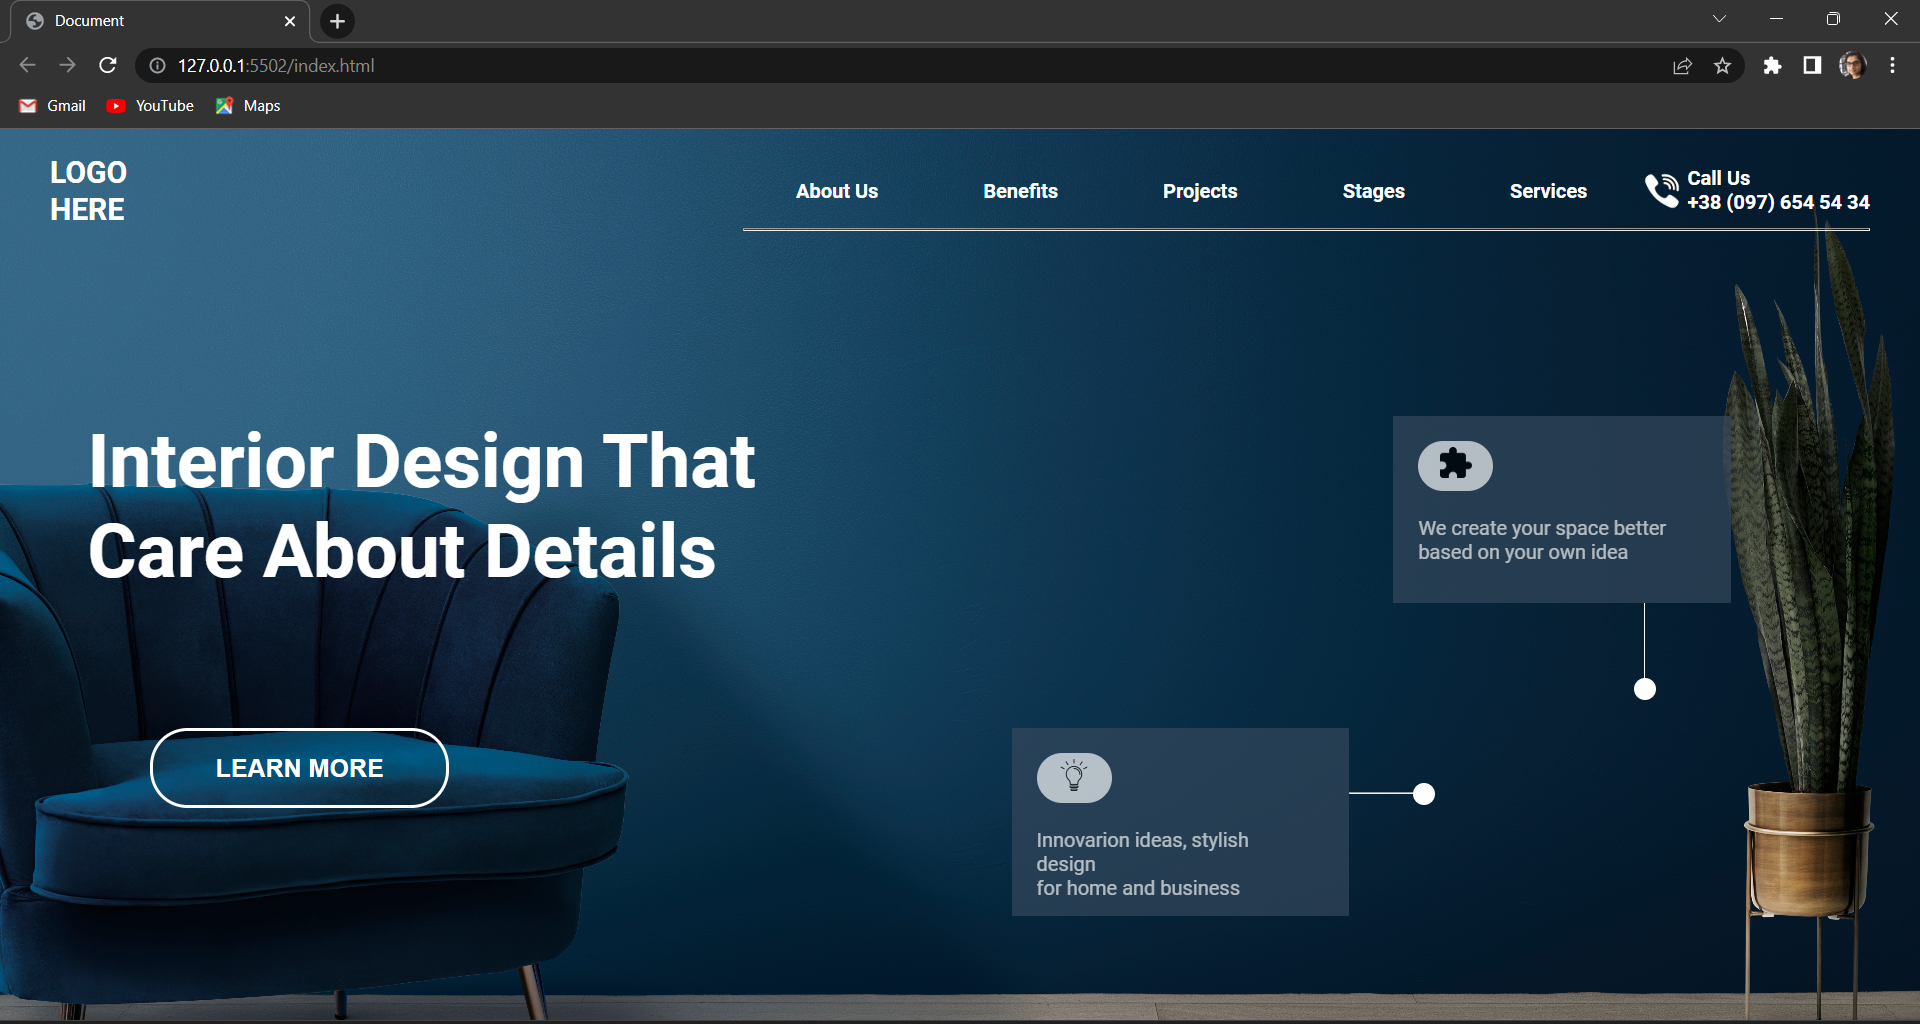 Document
127.0.0.1:5502/index.html
Gmail YouTube Maps
LOGO
HERE
About Us Benefits Projects Stages Services
Call Us
+38 (097) 654 54 34
Interior Design That
Care About Details
LEARN MORE
We create your space better
based on your own idea
Innovarion ideas, stylish
design
for home and business